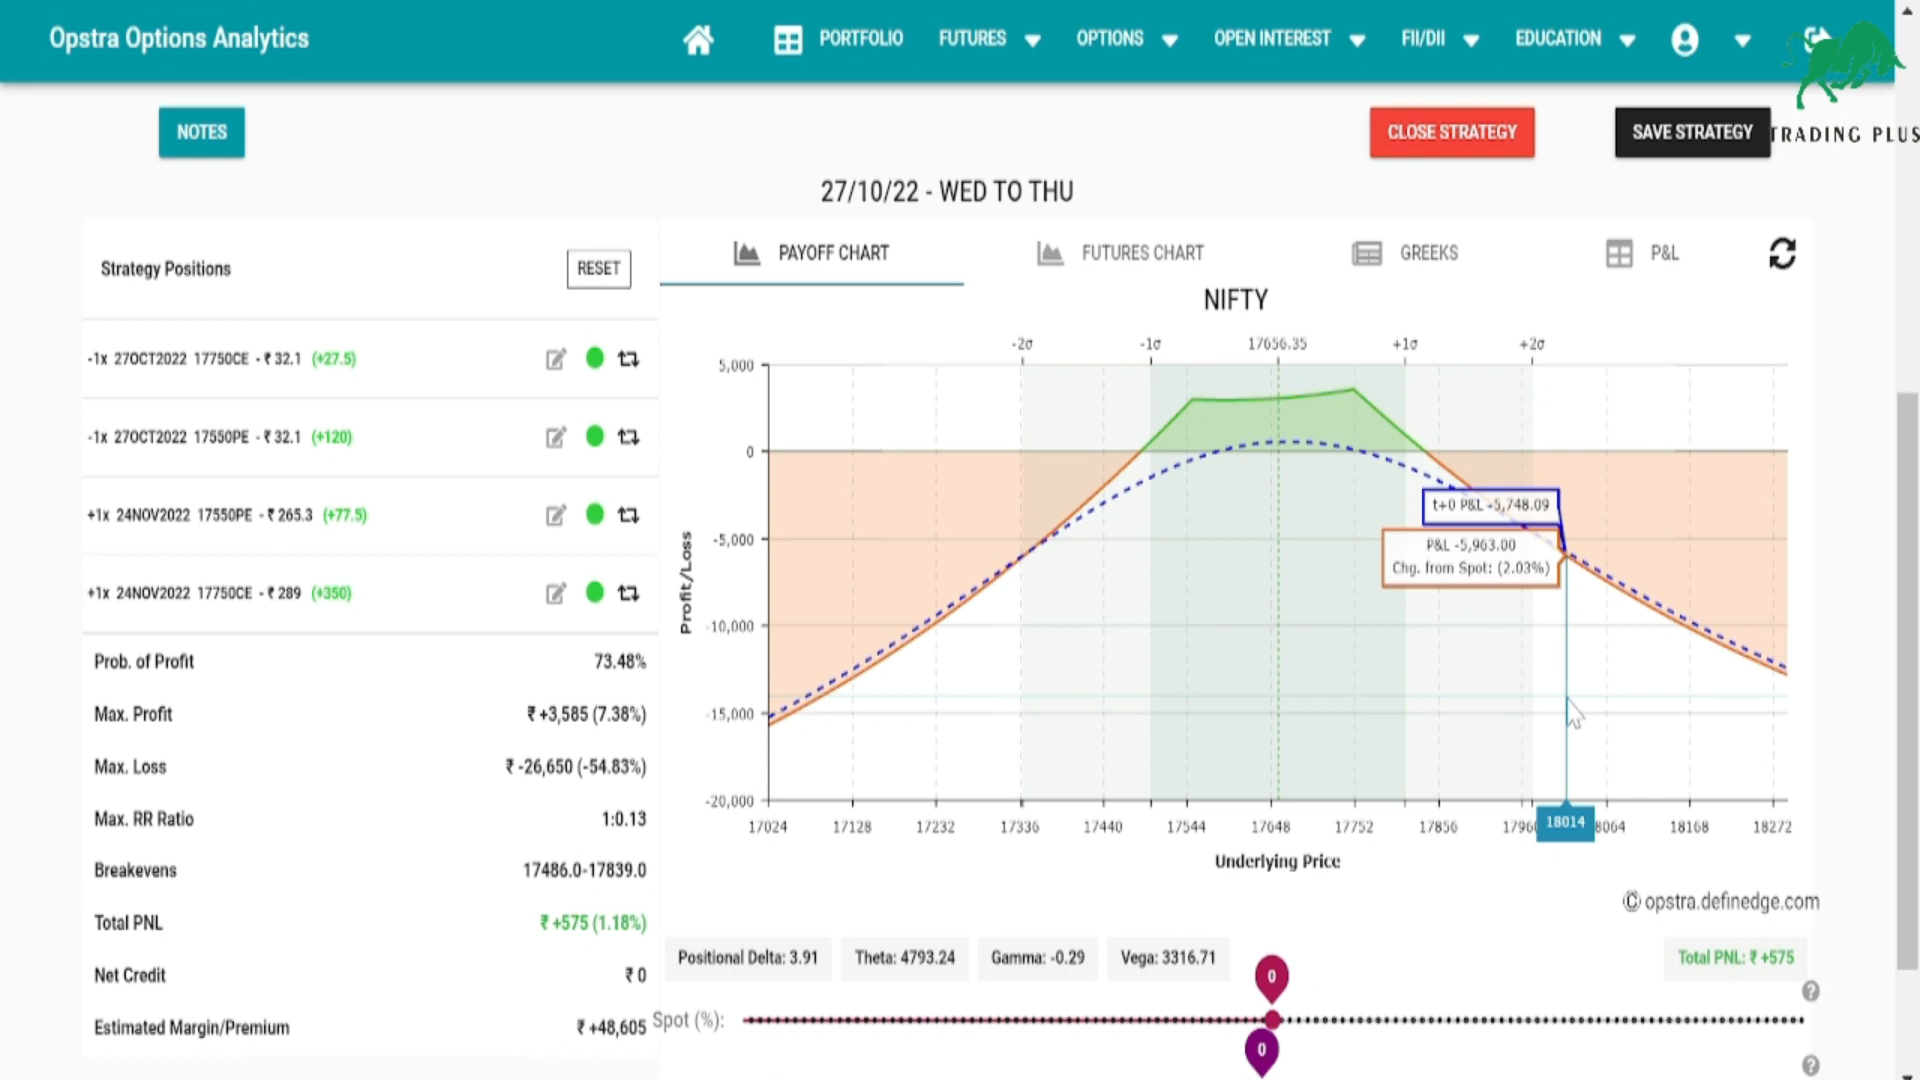 Opstra Options Analytics
PORTFOLIO
FUTURES
OPTIONS
OPEN INTEREST
FII/DII
EDUCATION
NOTES
CLOSE STRATEGY
SAVE STRATEGY
TRADING PLUS
27/10/22 - WED TO THU
Strategy Positions
RESET
PAYOFF CHART
FUTURES CHART
GREEKS
P&L
NIFTY
-1x 27OCT2022 17750CE - ₹ 32.1 (+27.5)
-1x 27OCT2022 17550PE - ₹ 32.1 (+120)
+1x 24NOV2022 17550PE - ₹ 265.3 (+77.5)
+1x 24NOV2022 17750CE - ₹ 289 (+350)
Prob. of Profit 73.48%
Max. Profit ₹ +3,585 (7.38%)
Max. Loss ₹ -26,650 (-54.83%)
Max. RR Ratio 1:0.13
Breakevens 17486.0-17839.0
Total PNL ₹ +575 (1.18%)
Net Credit ₹ 0
Estimated Margin/Premium ₹ +48,605
-2σ -1σ 17656.35 +1σ +2σ
5,000
0
-5,000
-10,000
-15,000
-20,000
Profit/Loss
t+0 P&L -5,748.09
P&L -5,963.00
Chg. from Spot: (2.03%)
17024 17128 17232 17336 17440 17544 17648 17752 17856 1796 18014 8064 18168 18272
Underlying Price
© opstra.definedge.com
Positional Delta: 3.91
Theta: 4793.24
Gamma: -0.29
Vega: 3316.71
Total PNL: ₹ +575
0
Spot (%):
0